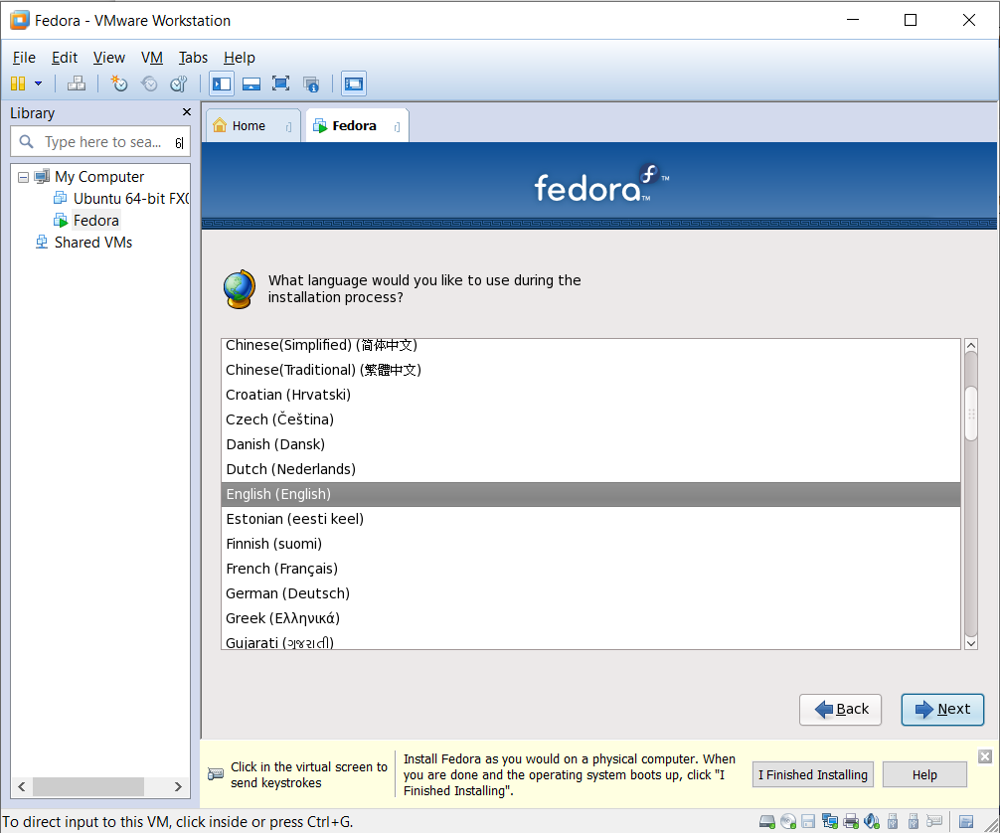 Fedora - VMware Workstation
File Edit View VM Tabs Help
Library
Type here to sea...
My Computer
Ubuntu 64-bit FX
Fedora
Shared VMs
Home
Fedora
fedora™
What language would you like to use during the
installation process?
Chinese(Simplified) (简体中文)
Chinese(Traditional) (繁體中文)
Croatian (Hrvatski)
Czech (Čeština)
Danish (Dansk)
Dutch (Nederlands)
English (English)
Estonian (eesti keel)
Finnish (suomi)
French (Français)
German (Deutsch)
Greek (Ελληνικά)
Gujarati (ગુજરાતી)
Back
Next
Click in the virtual screen to
send keystrokes
Install Fedora as you would on a physical computer. When
you are done and the operating system boots up, click "I
Finished Installing".
I Finished Installing
Help
To direct input to this VM, click inside or press Ctrl+G.